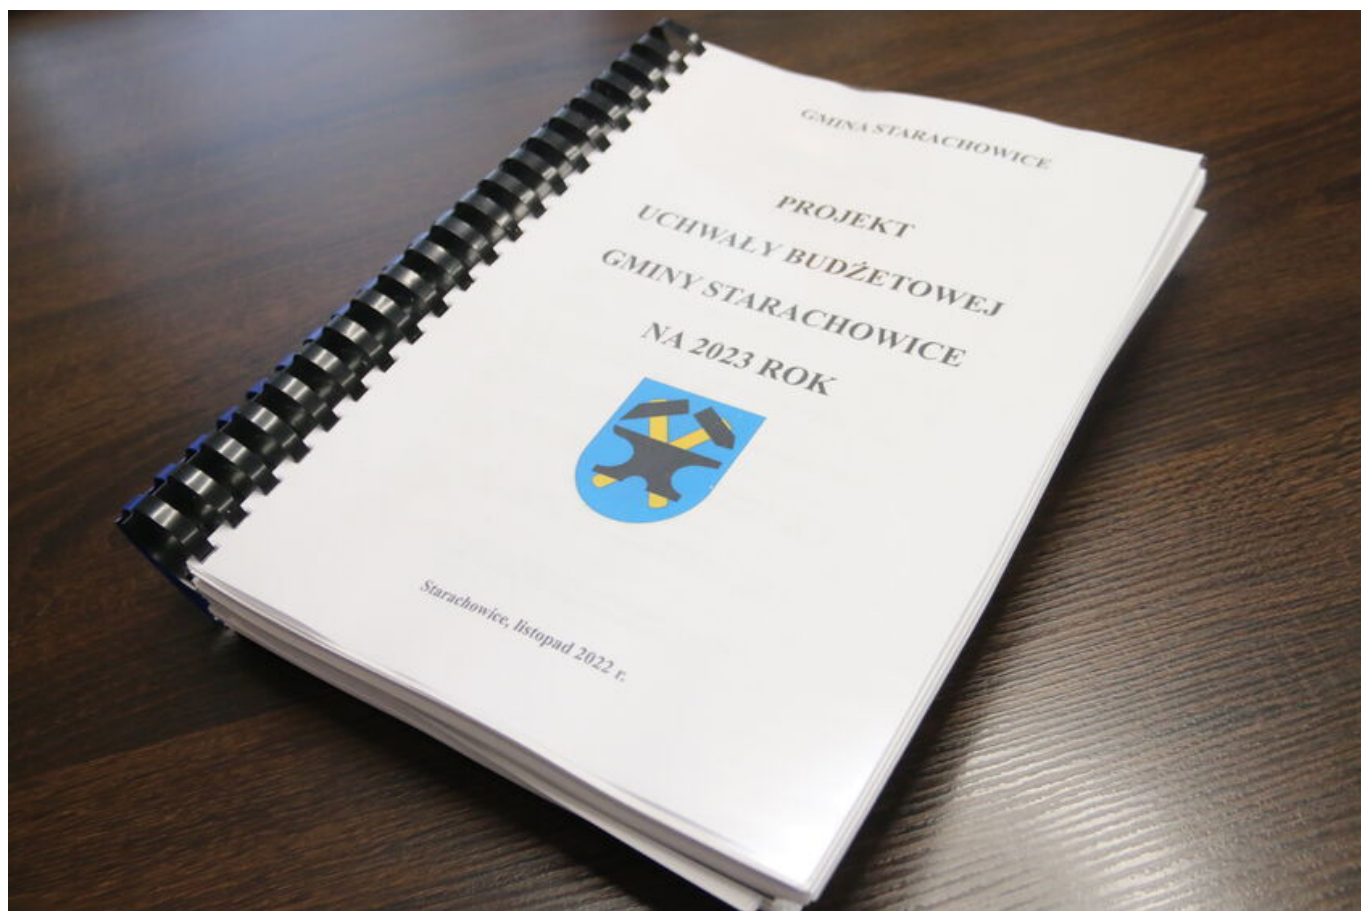 GMINA STARACHOWICE
PROJEKT
UCHWAŁY BUDŻETOWEJ
GMINY STARACHOWICE
NA 2023 ROK
Starachowice, listopad 2022 r.